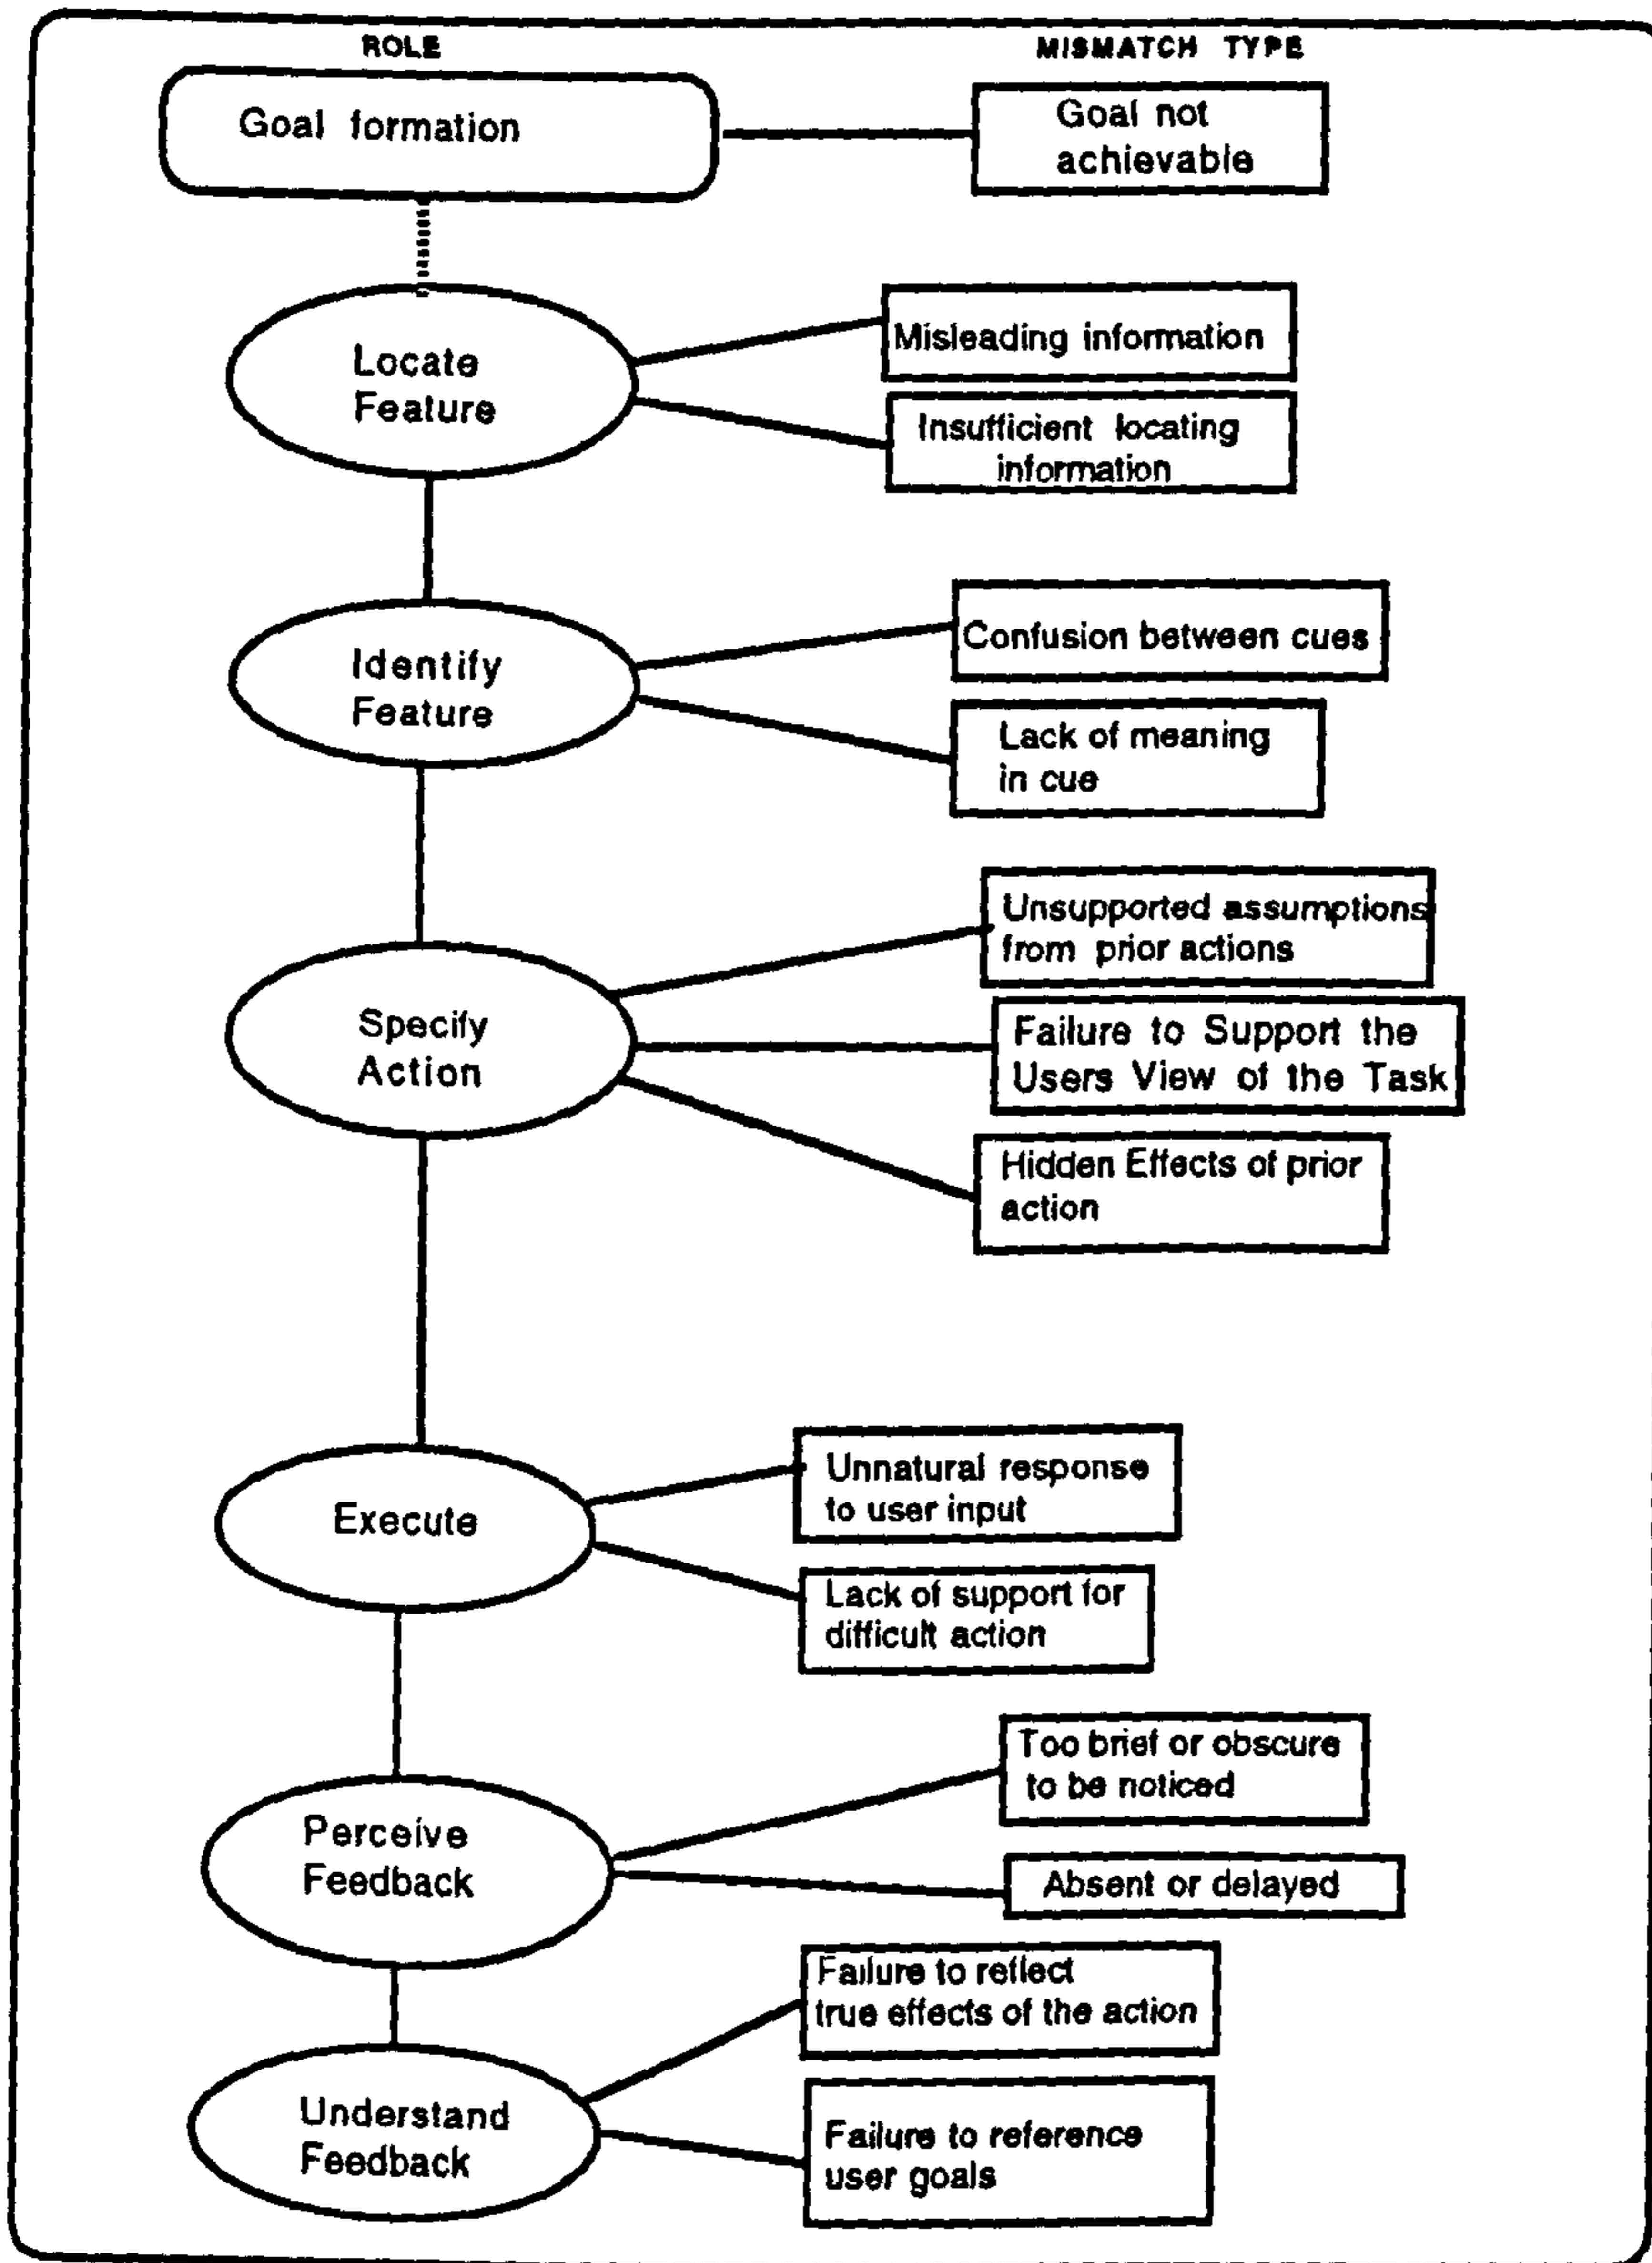 ROLE
MISMATCH TYPE
Goal formation
Goal not
achievable
Locate
Feature
Misleading information
Insufficient locating
information
Identify
Feature
Confusion between cues
Lack of meaning
in cue
Specify
Action
Unsupported assumptions
from prior actions
Failure to Support the
Users View of the Task
Hidden Effects of prior
action
Execute
Unnatural response
to user input
Lack of support for
difficult action
Perceive
Feedback
Too brief or obscure
to be noticed
Absent or delayed
Understand
Feedback
Failure to reflect
true effects of the action
Failure to reference
user goals